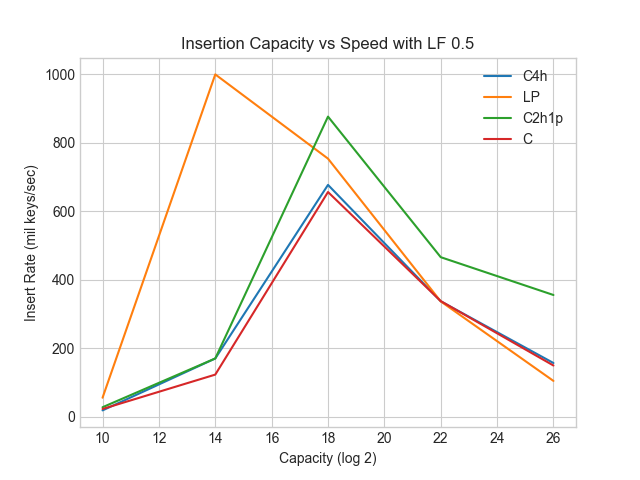 Insertion Capacity vs Speed with LF 0.5
1000
800
600
400
200
0
Insert Rate (mil keys/sec)
C4h
LP
C2h1p
C
10 12 14 16 18 20 22 24 26
Capacity (log 2)